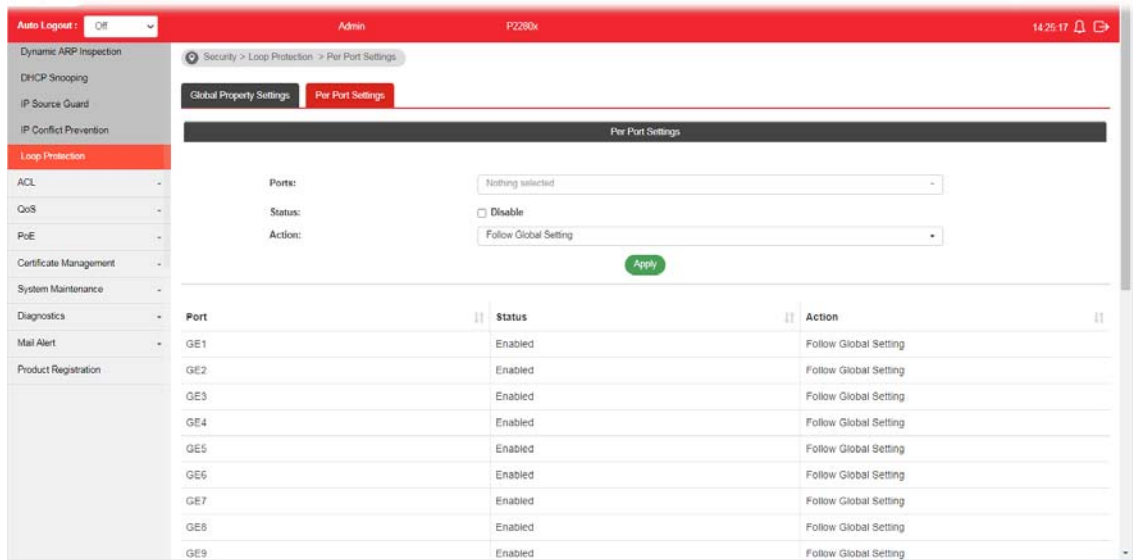 Auto Logout : Off Admin P2280x 14:25:17
Dynamic ARP Inspection
DHCP Snooping
IP Source Guard
IP Conflict Prevention
Loop Protection
ACL
QoS
PoE
Certificate Management
System Maintenance
Diagnostics
Mail Alert
Product Registration
Security > Loop Protection > Per Port Settings
Global Property Settings Per Port Settings
Per Port Settings
Ports: Nothing selected
Status: Disable
Action: Follow Global Setting
Apply
Port Status Action
GE1 Enabled Follow Global Setting
GE2 Enabled Follow Global Setting
GE3 Enabled Follow Global Setting
GE4 Enabled Follow Global Setting
GE5 Enabled Follow Global Setting
GE6 Enabled Follow Global Setting
GE7 Enabled Follow Global Setting
GE8 Enabled Follow Global Setting
GE9 Enabled Follow Global Setting